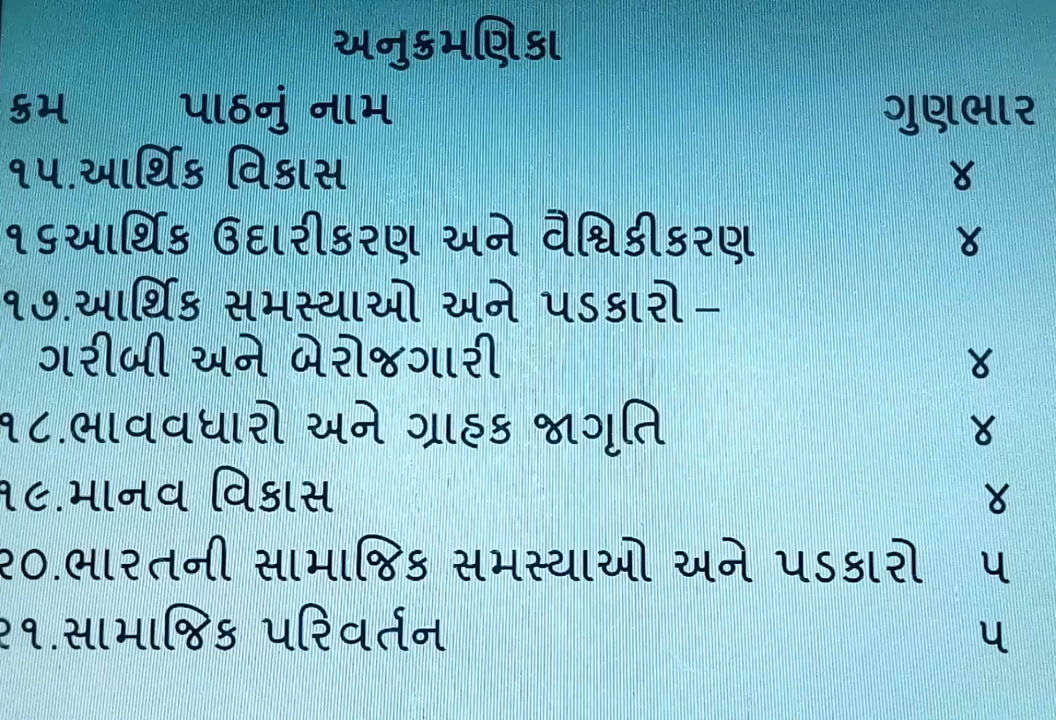 અનુક્રમણિકા
ક્રમ પાઠનું નામ ગુણભાર
૧૫.આર્થિક વિકાસ ૪
૧૬આર્થિક ઉદારીકરણ અને વૈશ્વિકીકરણ ૪
૧૭.આર્થિક સમસ્યાઓ અને પડકારો –
ગરીબી અને બેરોજગારી ૪
૧૮.ભાવવધારો અને ગ્રાહક જાગૃતિ ૪
૧૯.માનવ વિકાસ ૪
૨૦.ભારતની સામાજિક સમસ્યાઓ અને પડકારો ૫
૨૧.સામાજિક પરિવર્તન ૫